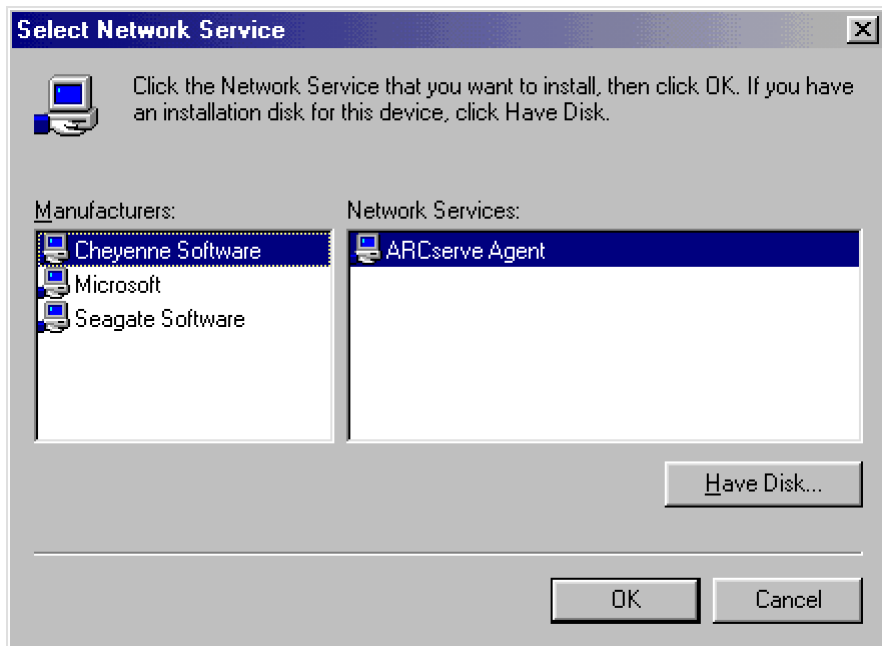 Select Network Service
Click the Network Service that you want to install, then click OK. If you have
an installation disk for this device, click Have Disk.
Manufacturers:
Cheyenne Software
Microsoft
Seagate Software
Network Services:
ARCserve Agent
Have Disk...
OK
Cancel